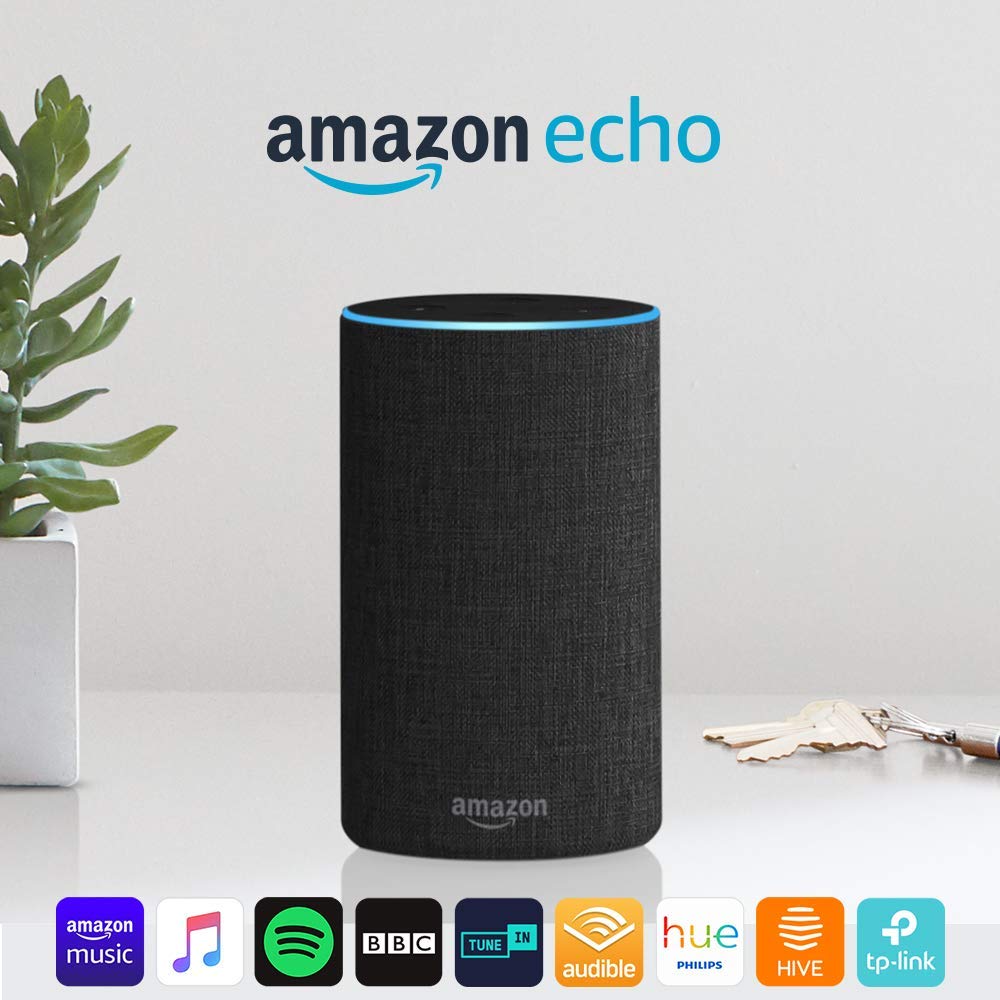 amazon echo
amazon
amazon
music
BBC
TUNE IN
audible
hue
PHILIPS
HIVE
tp-link